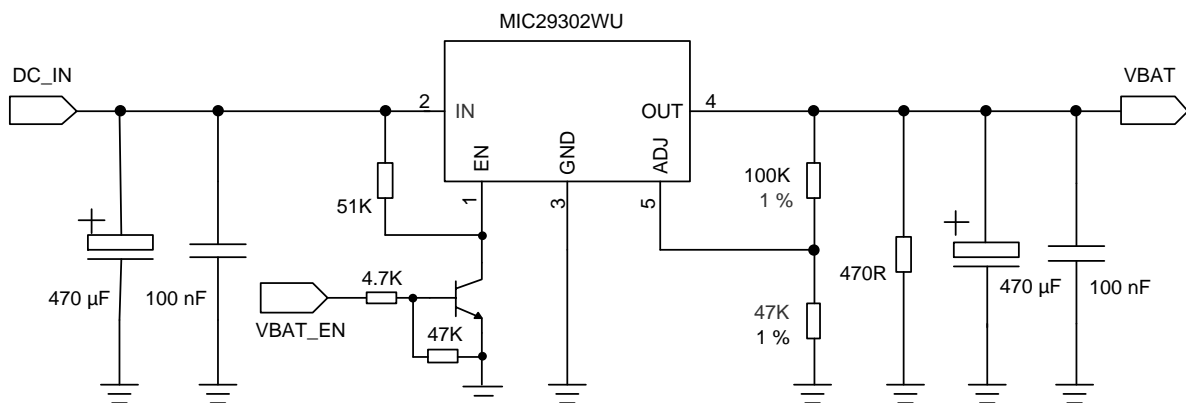 MIC29302WU
DC_IN
VBAT
2
IN
OUT
4
EN
GND
ADJ
1
3
5
51K
100K
1 %
4.7K
470R
470 µF
100 nF
470 µF
100 nF
VBAT_EN
47K
47K
1 %